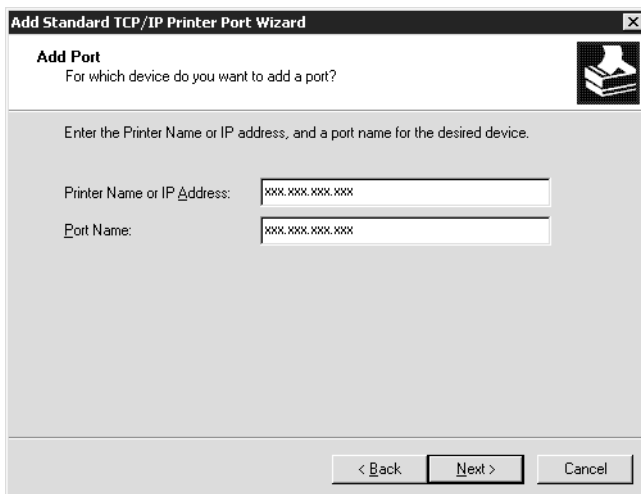 Add Standard TCP/IP Printer Port Wizard
Add Port
For which device do you want to add a port?
Enter the Printer Name or IP address, and a port name for the desired device.
Printer Name or IP Address: xxx.xxx.xxx.xxx
Port Name: xxx.xxx.xxx.xxx
< Back Next > Cancel